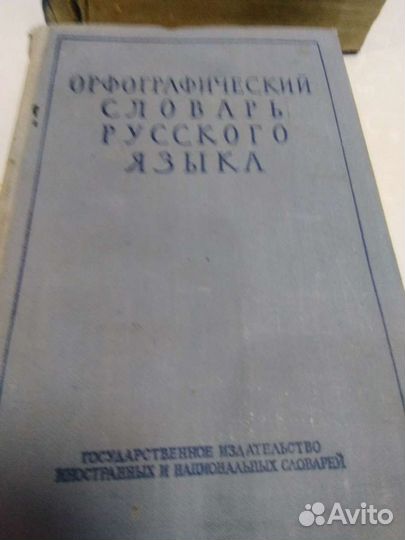 ОРФОГРАФИЧЕСКИЙ
СЛОВАРЬ
РУССКОГО
ЯЗЫКА
ГОСУДАРСТВЕННОЕ ИЗДАТЕЛЬСТВО
ИНОСТРАННЫХ И НАЦИОНАЛЬНЫХ СЛОВАРЕЙ
Avito